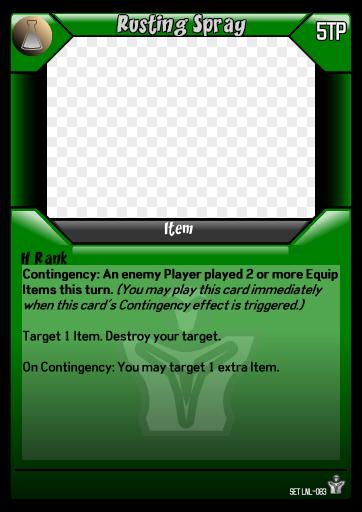 Rusting Spray
5TP
Item
H Rank
Contingency: An enemy Player played 2 or more Equip
Items this turn. (You may play this card immediately
when this card's Contingency effect is triggered.)
Target 1 Item. Destroy your target.
On Contingency: You may target 1 extra Item.
SET LNL-083